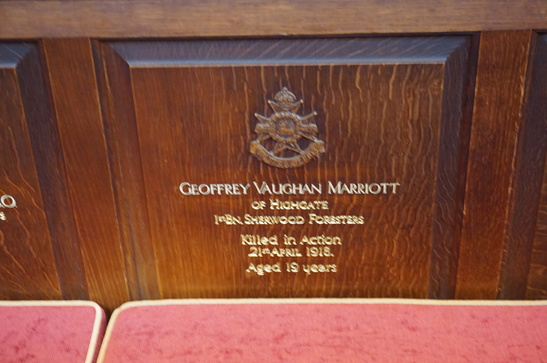 GEOFFREY VAUGHAN MARRIOTT
OF HIGHGATE
1ST BN. SHERWOOD FORESTERS
Killed in Action
21ST APRIL 1918.
Aged 19 years